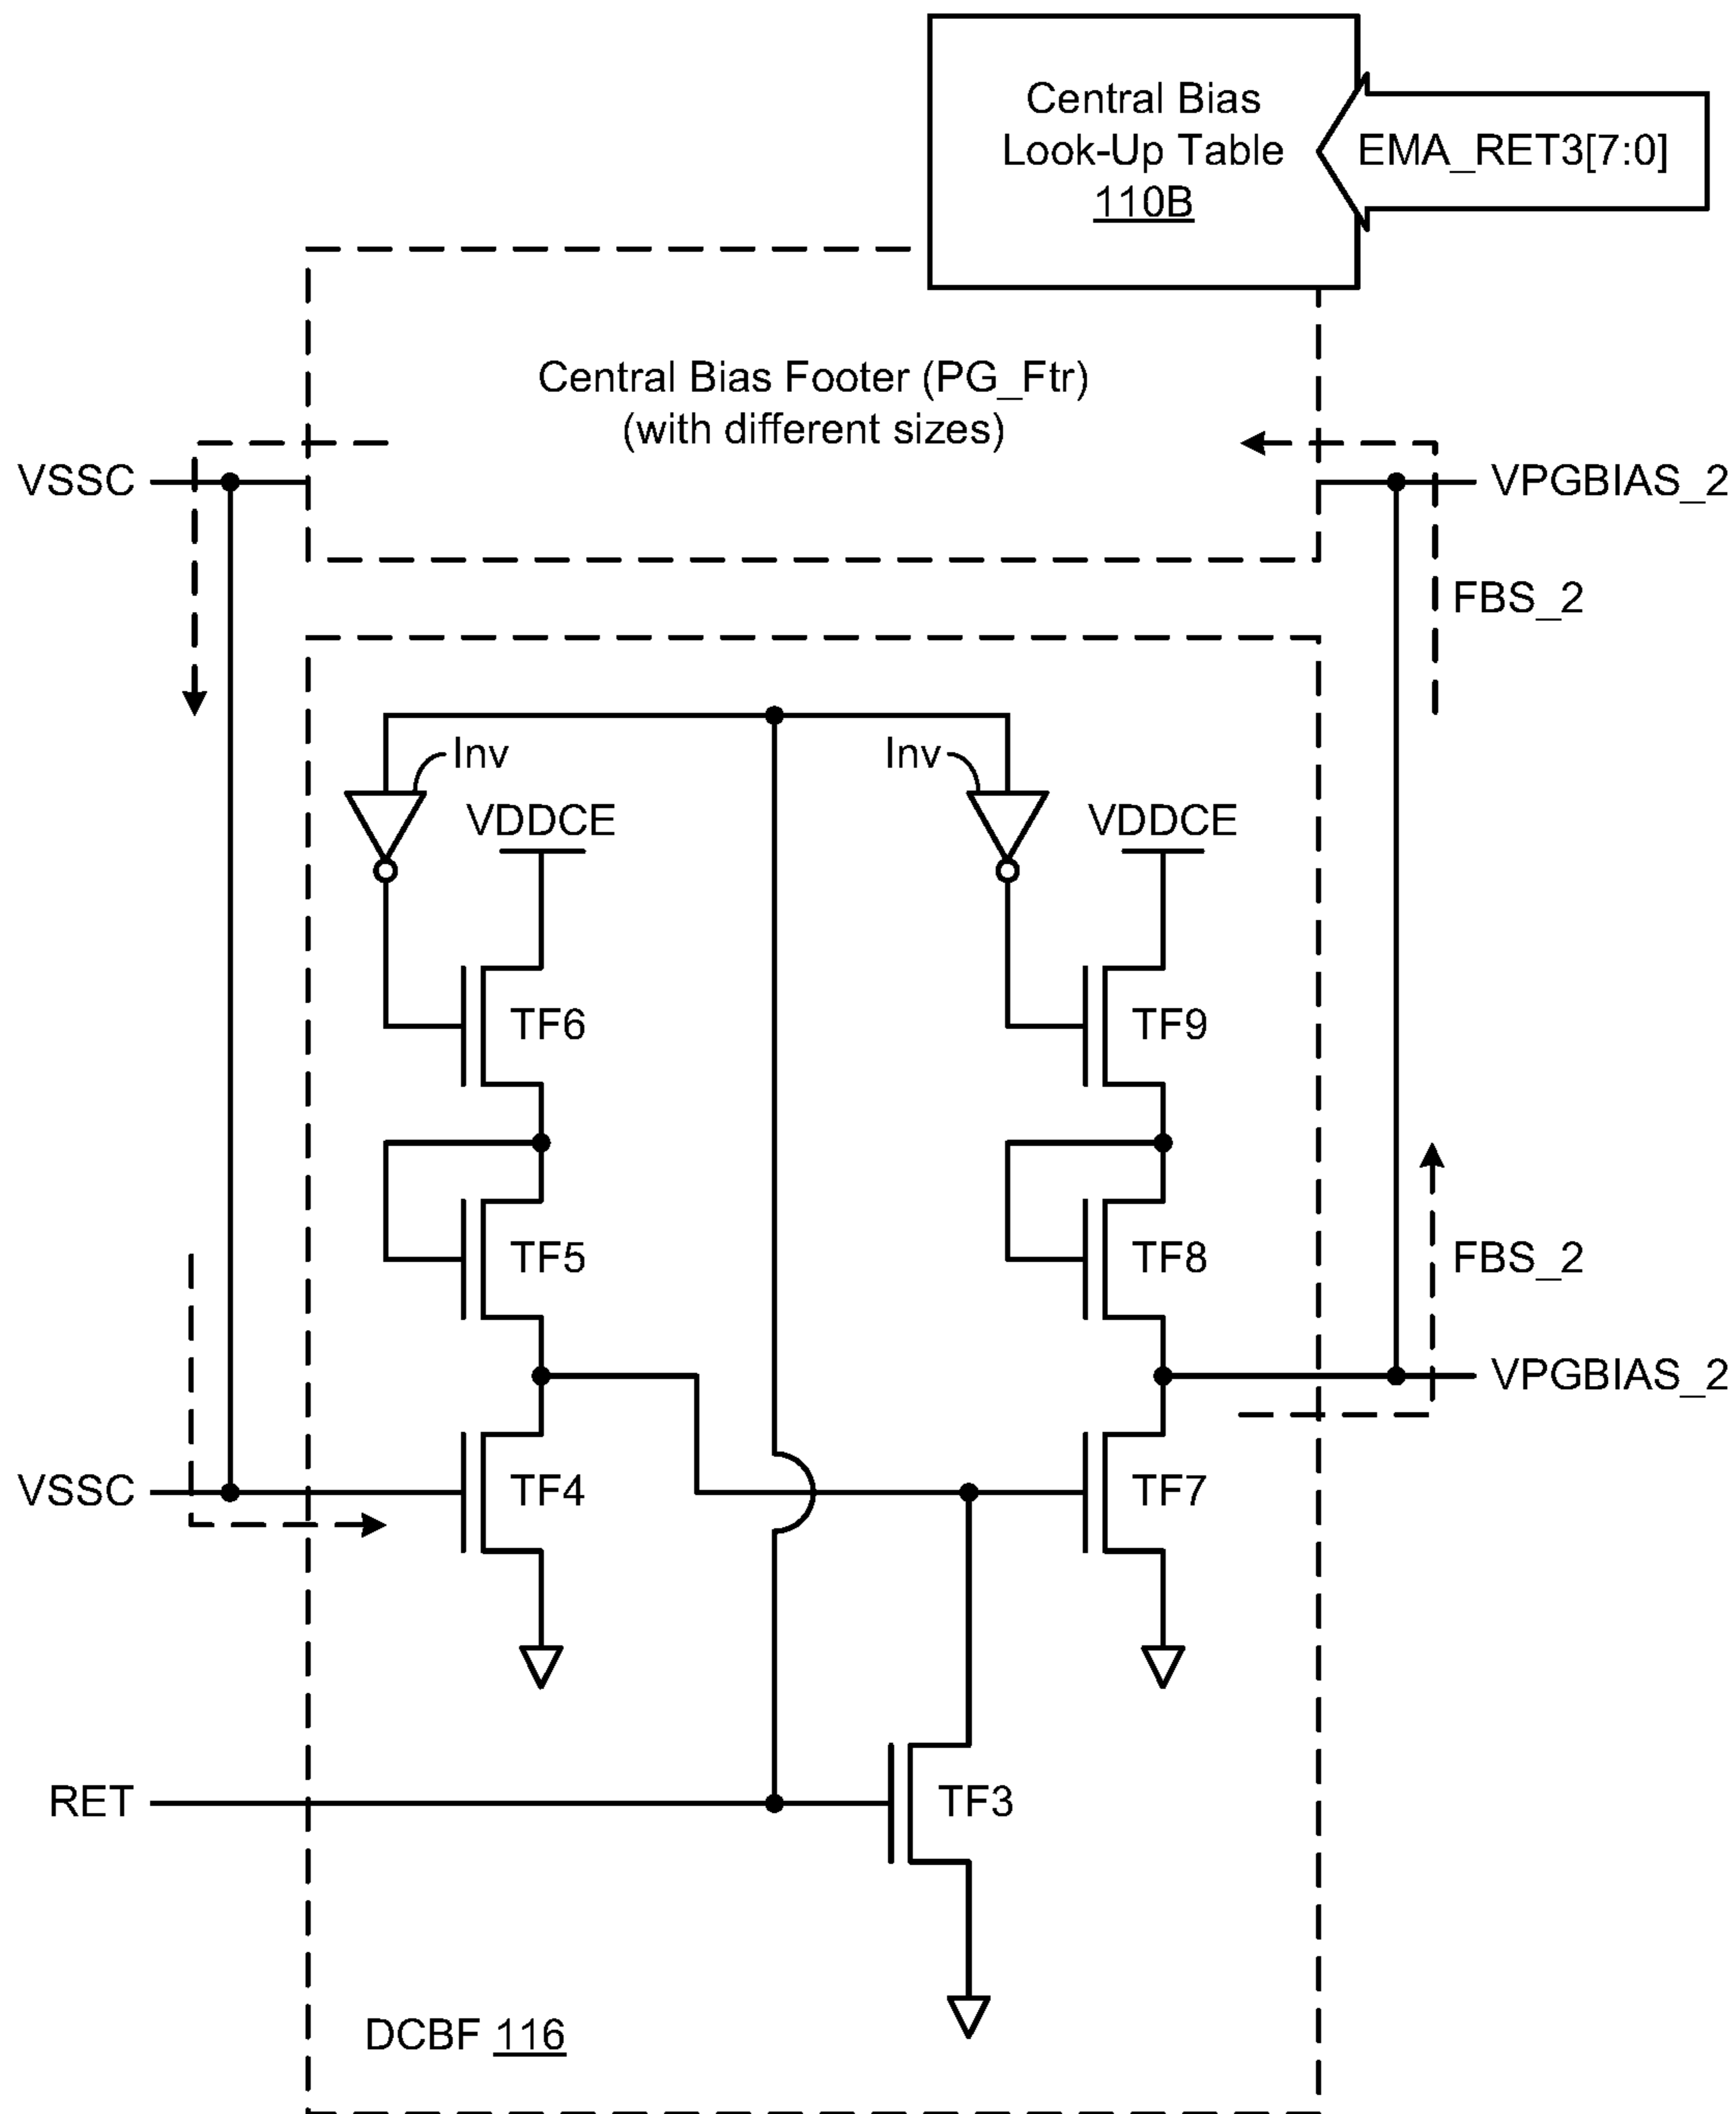 Central Bias
Look-Up Table
110B
EMA_RET3[7:0]
Central Bias Footer (PG_Ftr)
(with different sizes)
VSSC
VPGBIAS_2
FBS_2
Inv
Inv
VDDCE
VDDCE
TF6
TF9
TF5
TF8
FBS_2
VPGBIAS_2
VSSC
TF4
TF7
RET
TF3
DCBF 116